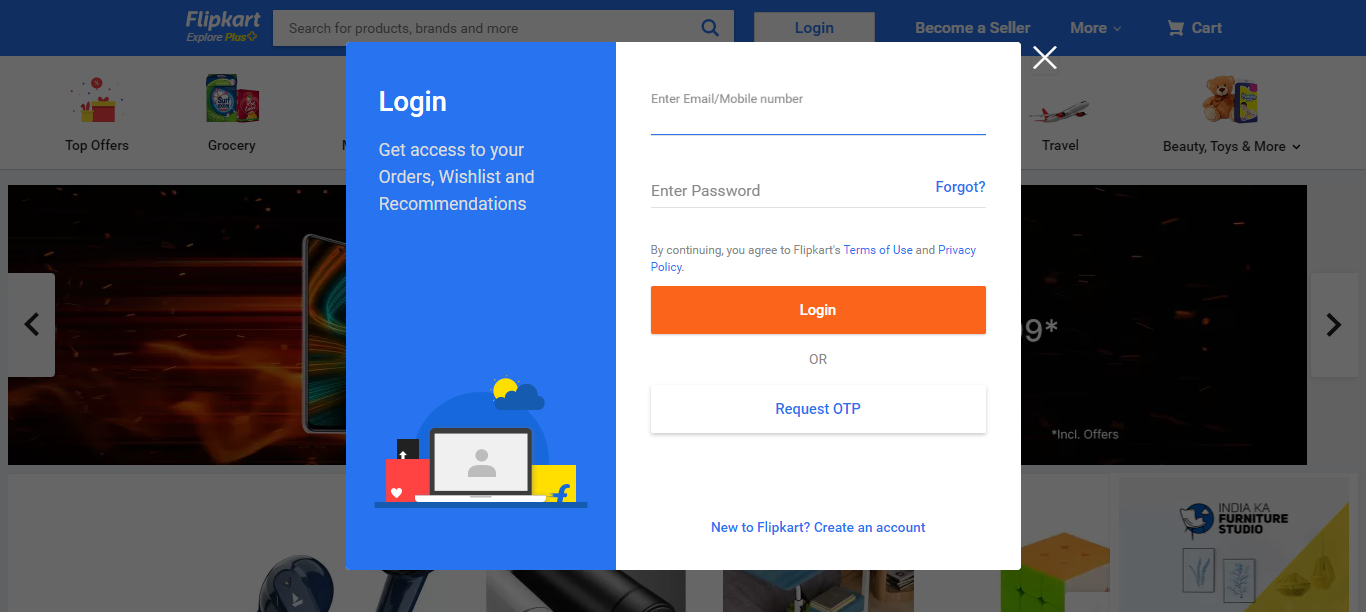 Flipkart
Explore Plus
Search for products, brands and more
Login
Become a Seller
More
Cart
Top Offers
Grocery
Travel
Beauty, Toys & More
Login
Get access to your
Orders, Wishlist and
Recommendations
Enter Email/Mobile number
Enter Password
Forgot?
By continuing, you agree to Flipkart's Terms of Use and Privacy
Policy.
Login
OR
Request OTP
New to Flipkart? Create an account
9*
*Incl. Offers
INDIA KA
FURNITURE
STUDIO